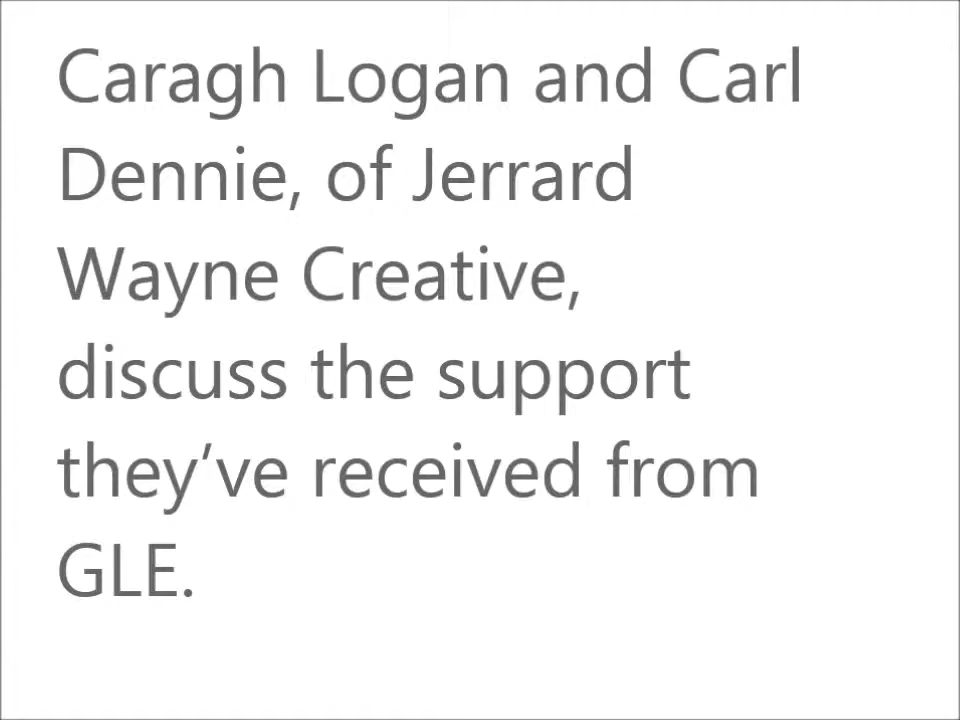 Caragh Logan and Carl
Dennie, of Jerrard
Wayne Creative,
discuss the support
they’ve received from
GLE.